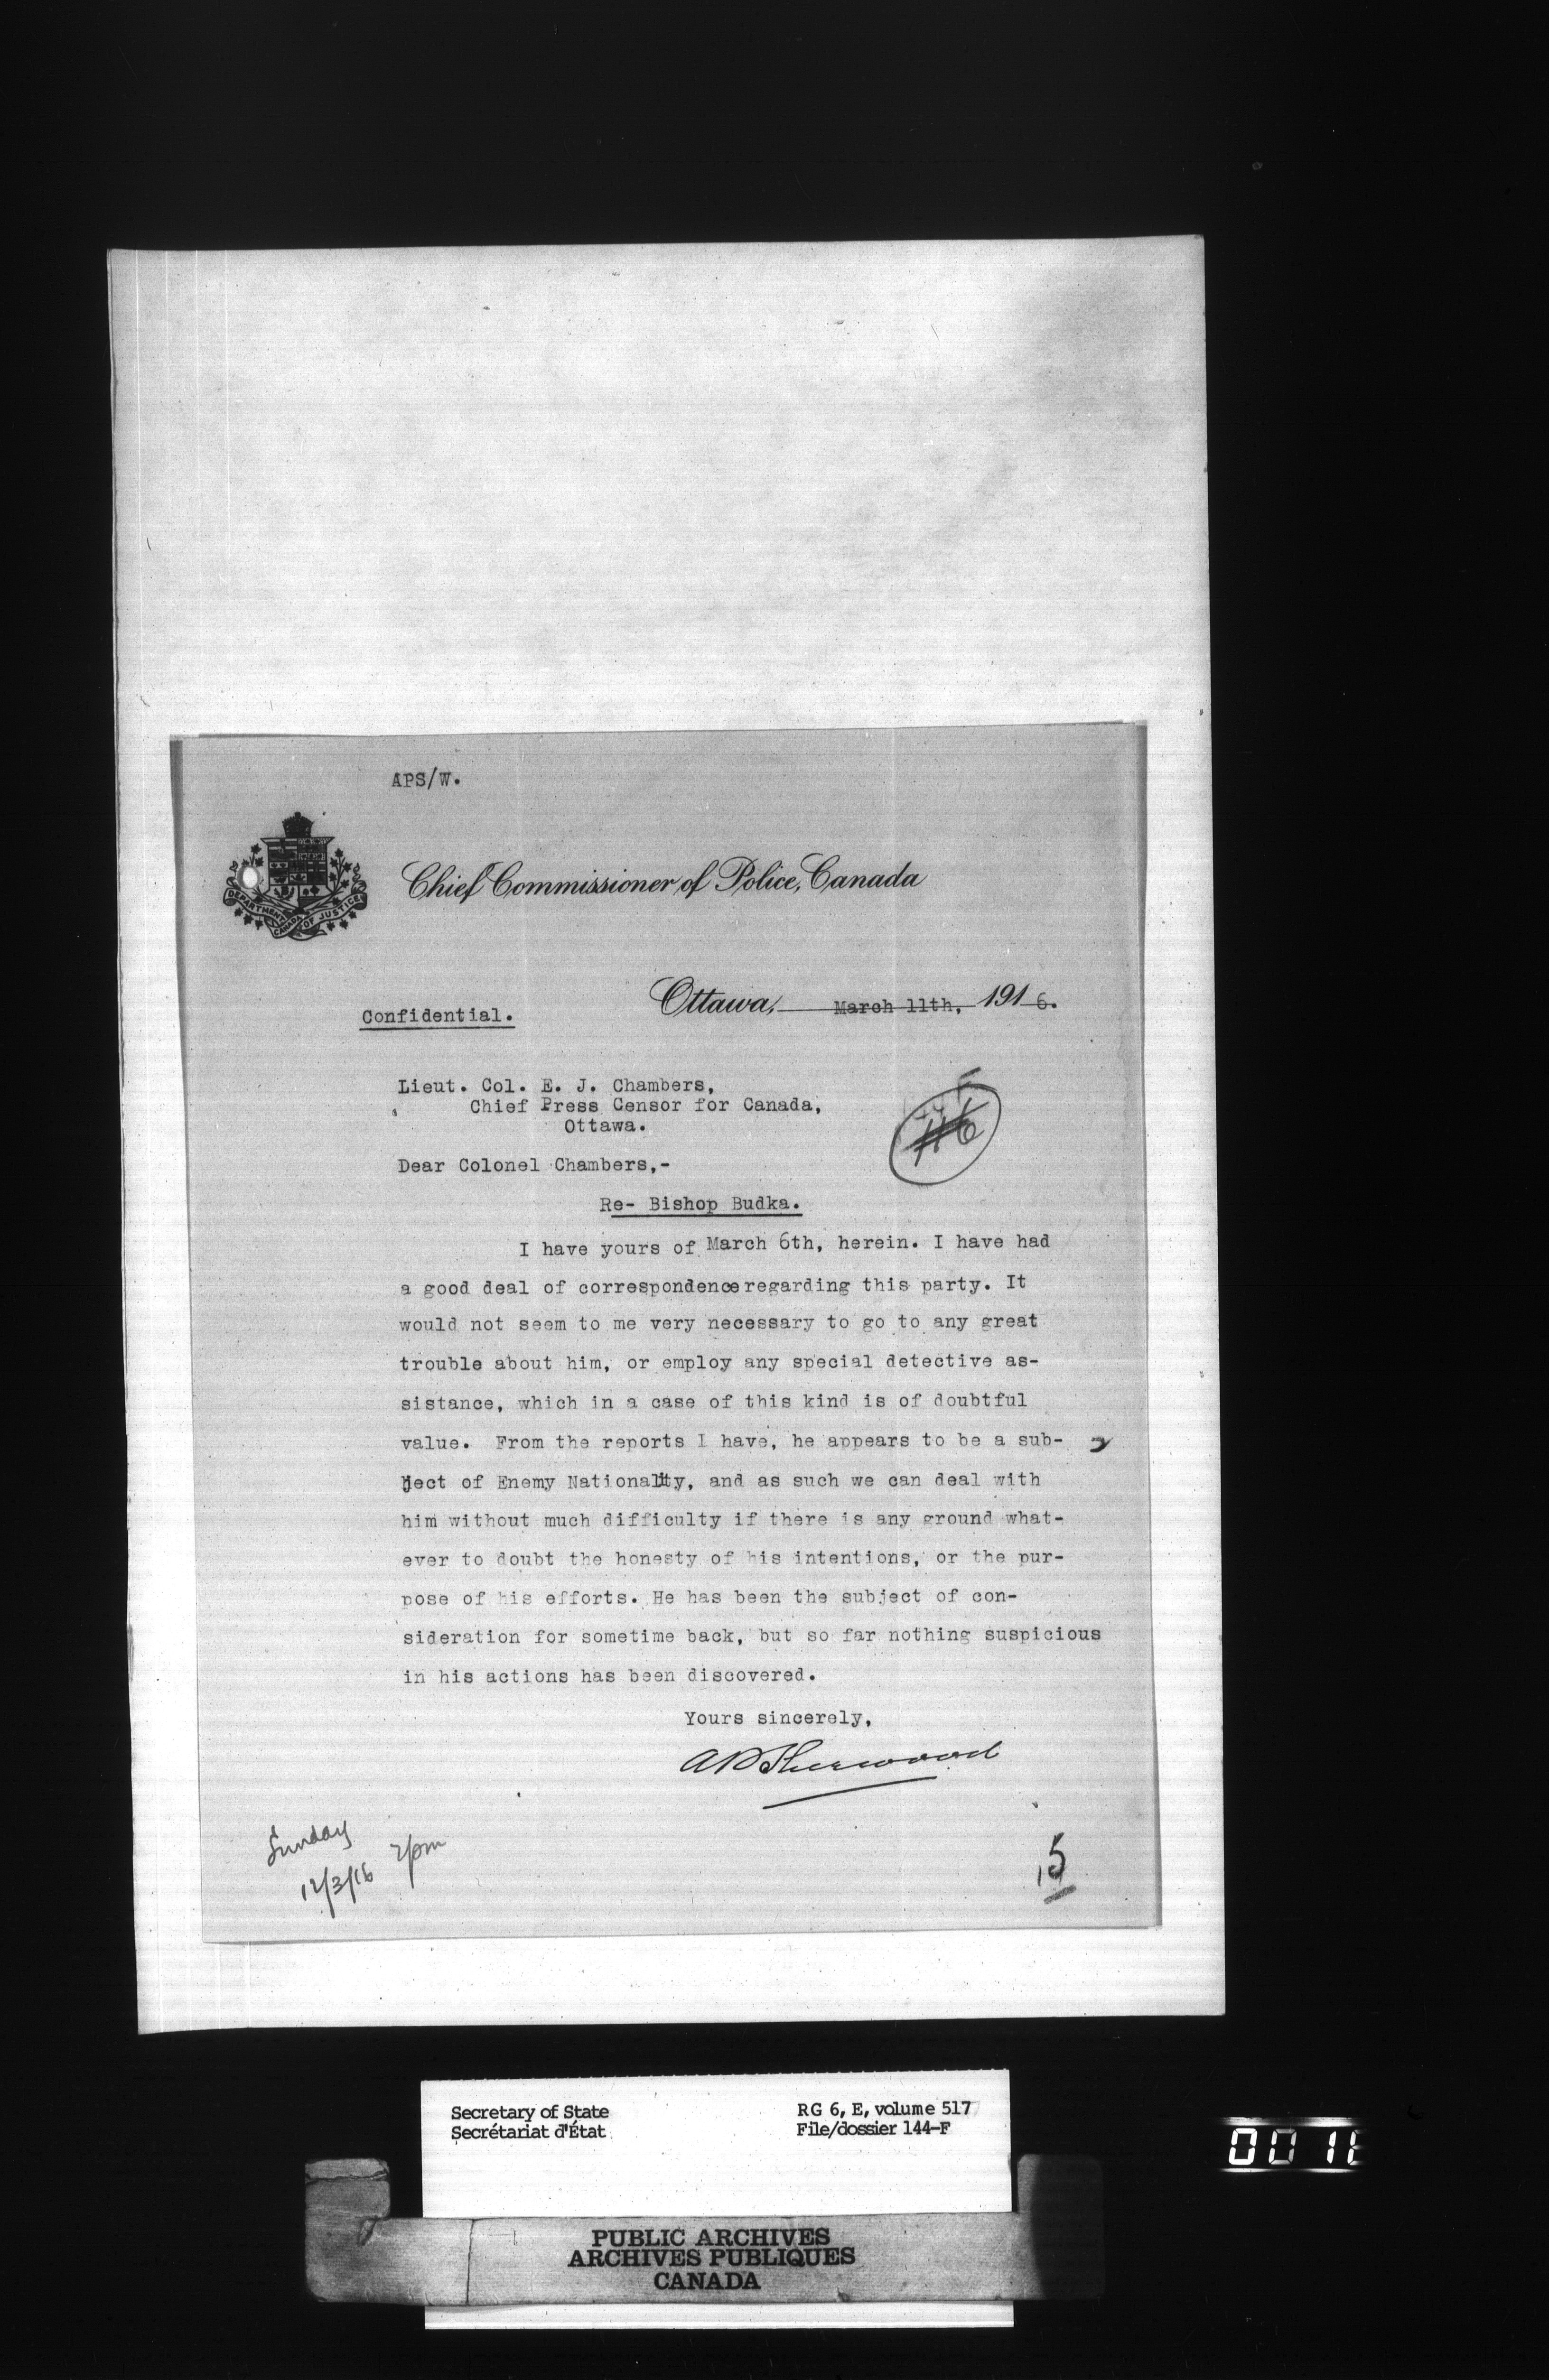 APS/W.
DEPARTMENT OF JUSTICE
CANADA
Chief Commissioner of Police, Canada
Ottawa, March 11th, 1916.
Confidential.
Lieut. Col. E. J. Chambers,
Chief Press Censor for Canada,
Ottawa.
116
Dear Colonel Chambers,-
Re- Bishop Budka.
I have yours of March 6th, herein. I have had
a good deal of correspondence regarding this party. It
would not seem to me very necessary to go to any great
trouble about him, or employ any special detective as-
sistance, which in a case of this kind is of doubtful
value. From the reports I have, he appears to be a sub-
ject of Enemy Nationality, and as such we can deal with
him without much difficulty if there is any ground what-
ever to doubt the honesty of his intentions, or the pur-
pose of his efforts. He has been the subject of con-
sideration for sometime back, but so far nothing suspicious
in his actions has been discovered.
Yours sincerely,
A P Sherwood
Sunday
12/3/16 2pm
15
Secretary of State
Secrétariat d'État
RG 6, E, volume 517
File/dossier 144-F
PUBLIC ARCHIVES
ARCHIVES PUBLIQUES
CANADA